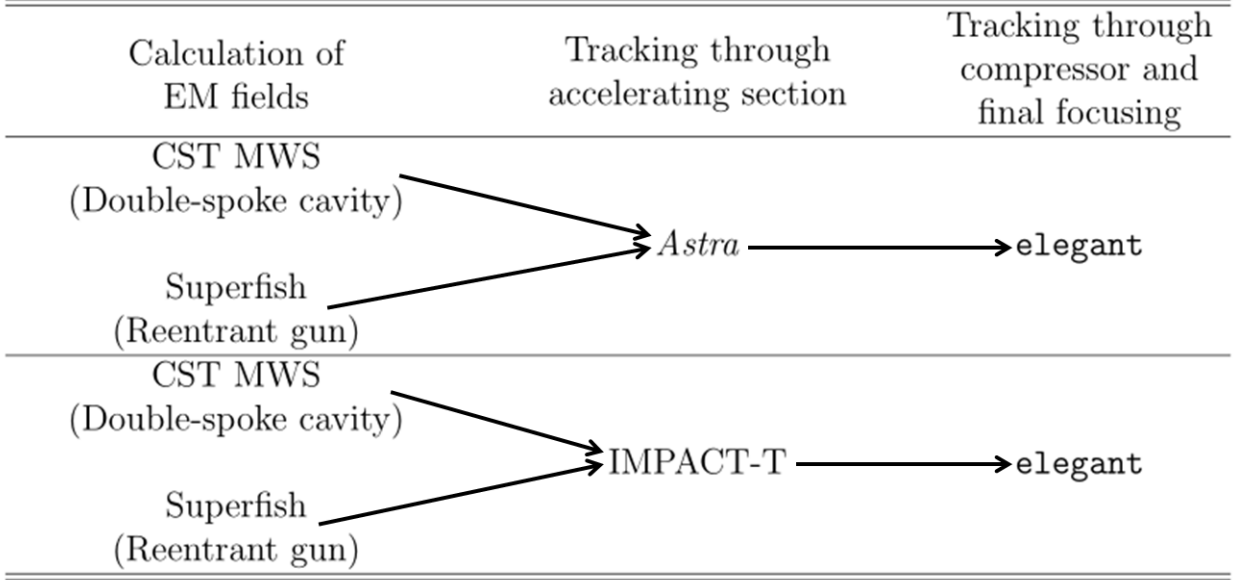 Calculation of
EM fields
Tracking through
accelerating section
Tracking through
compressor and
final focusing
CST MWS
(Double-spoke cavity)
Astra
elegant
Superfish
(Reentrant gun)
CST MWS
(Double-spoke cavity)
IMPACT-T
elegant
Superfish
(Reentrant gun)